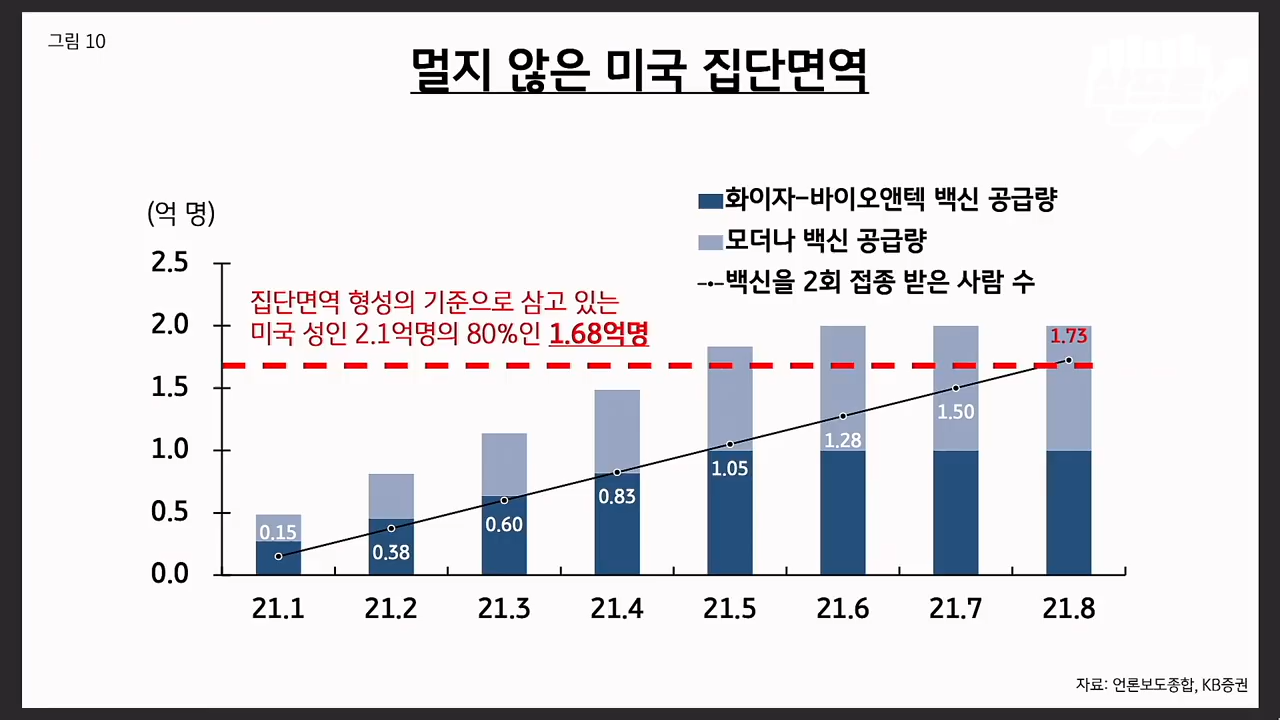 그림 10
멀지 않은 미국 집단면역
(억 명)
화이자-바이오앤텍 백신 공급량
모더나 백신 공급량
백신을 2회 접종 받은 사람 수
2.5
2.0
1.5
1.0
0.5
0.0
집단면역 형성의 기준으로 삼고 있는
미국 성인 2.1억명의 80%인 1.68억명
0.15
0.38
0.60
0.83
1.05
1.28
1.50
1.73
21.1 21.2 21.3 21.4 21.5 21.6 21.7 21.8
자료: 언론보도종합, KB증권